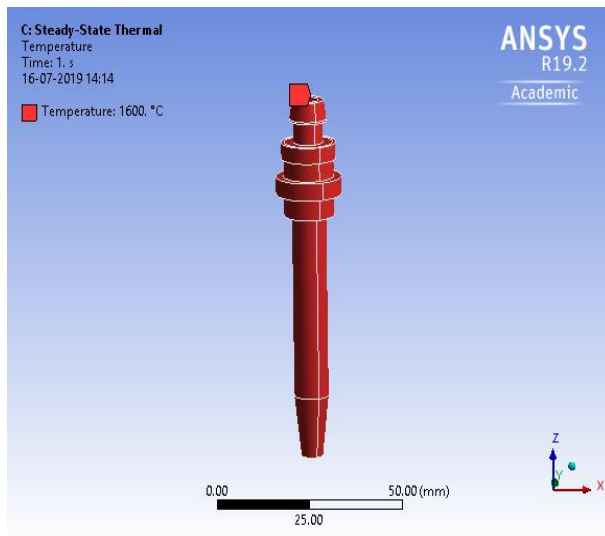 C: Steady-State Thermal
Temperature
Time: 1. s
16-07-2019 14:14
Temperature: 1600. °C
ANSYS
R19.2
Academic
0.00
50.00 (mm)
25.00
Z
Y
X